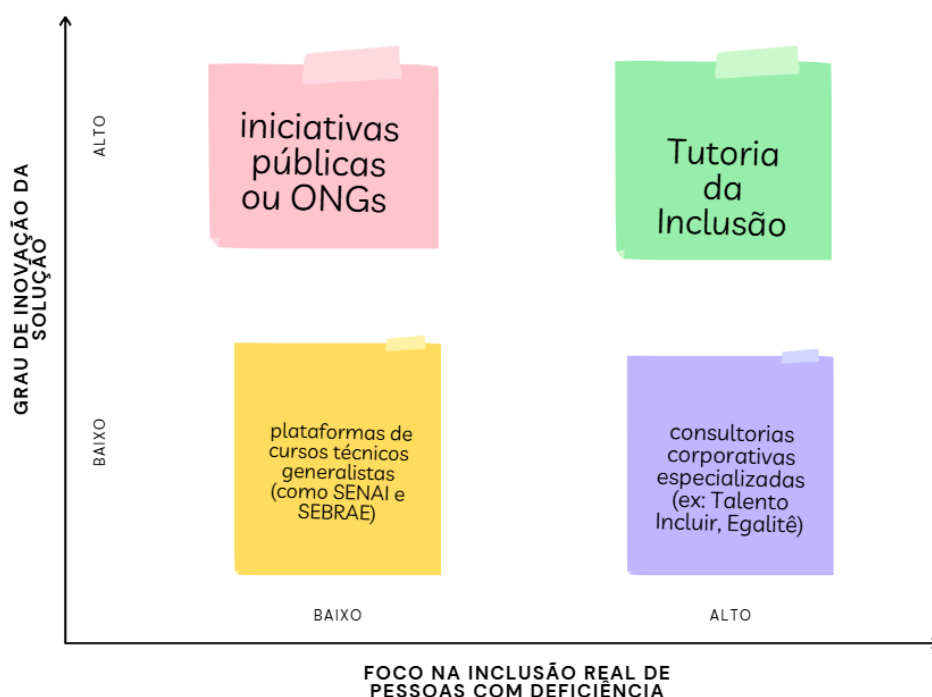 ALTO
iniciativas
públicas
ou ONGs
Tutoria
da
Inclusão
GRAU DE INOVAÇÃO DA
SOLUÇÃO
BAIXO
plataformas de
cursos técnicos
generalistas
(como SENAI e
SEBRAE)
consultorias
corporativas
especializadas
(ex: Talento
Incluir, Egalitê)
BAIXO
ALTO
FOCO NA INCLUSÃO REAL DE
PESSOAS COM DEFICIÊNCIA